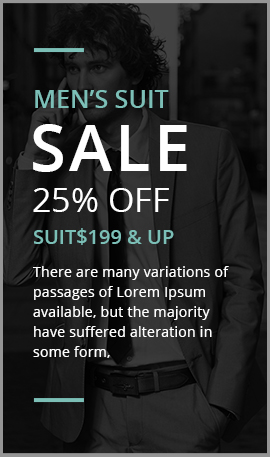 MEN’S SUIT
SALE
25% OFF
SUIT$199 & UP
There are many variations of
passages of Lorem Ipsum
available, but the majority
have suffered alteration in
some form,